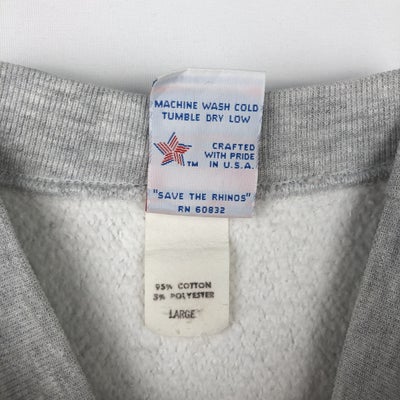 MACHINE WASH COLD
TUMBLE DRY LOW
CRAFTED
WITH PRIDE
TM IN U.S.A.
"SAVE THE RHINOS"
RN 60832
95% COTTON
5% POLYESTER
LARGE